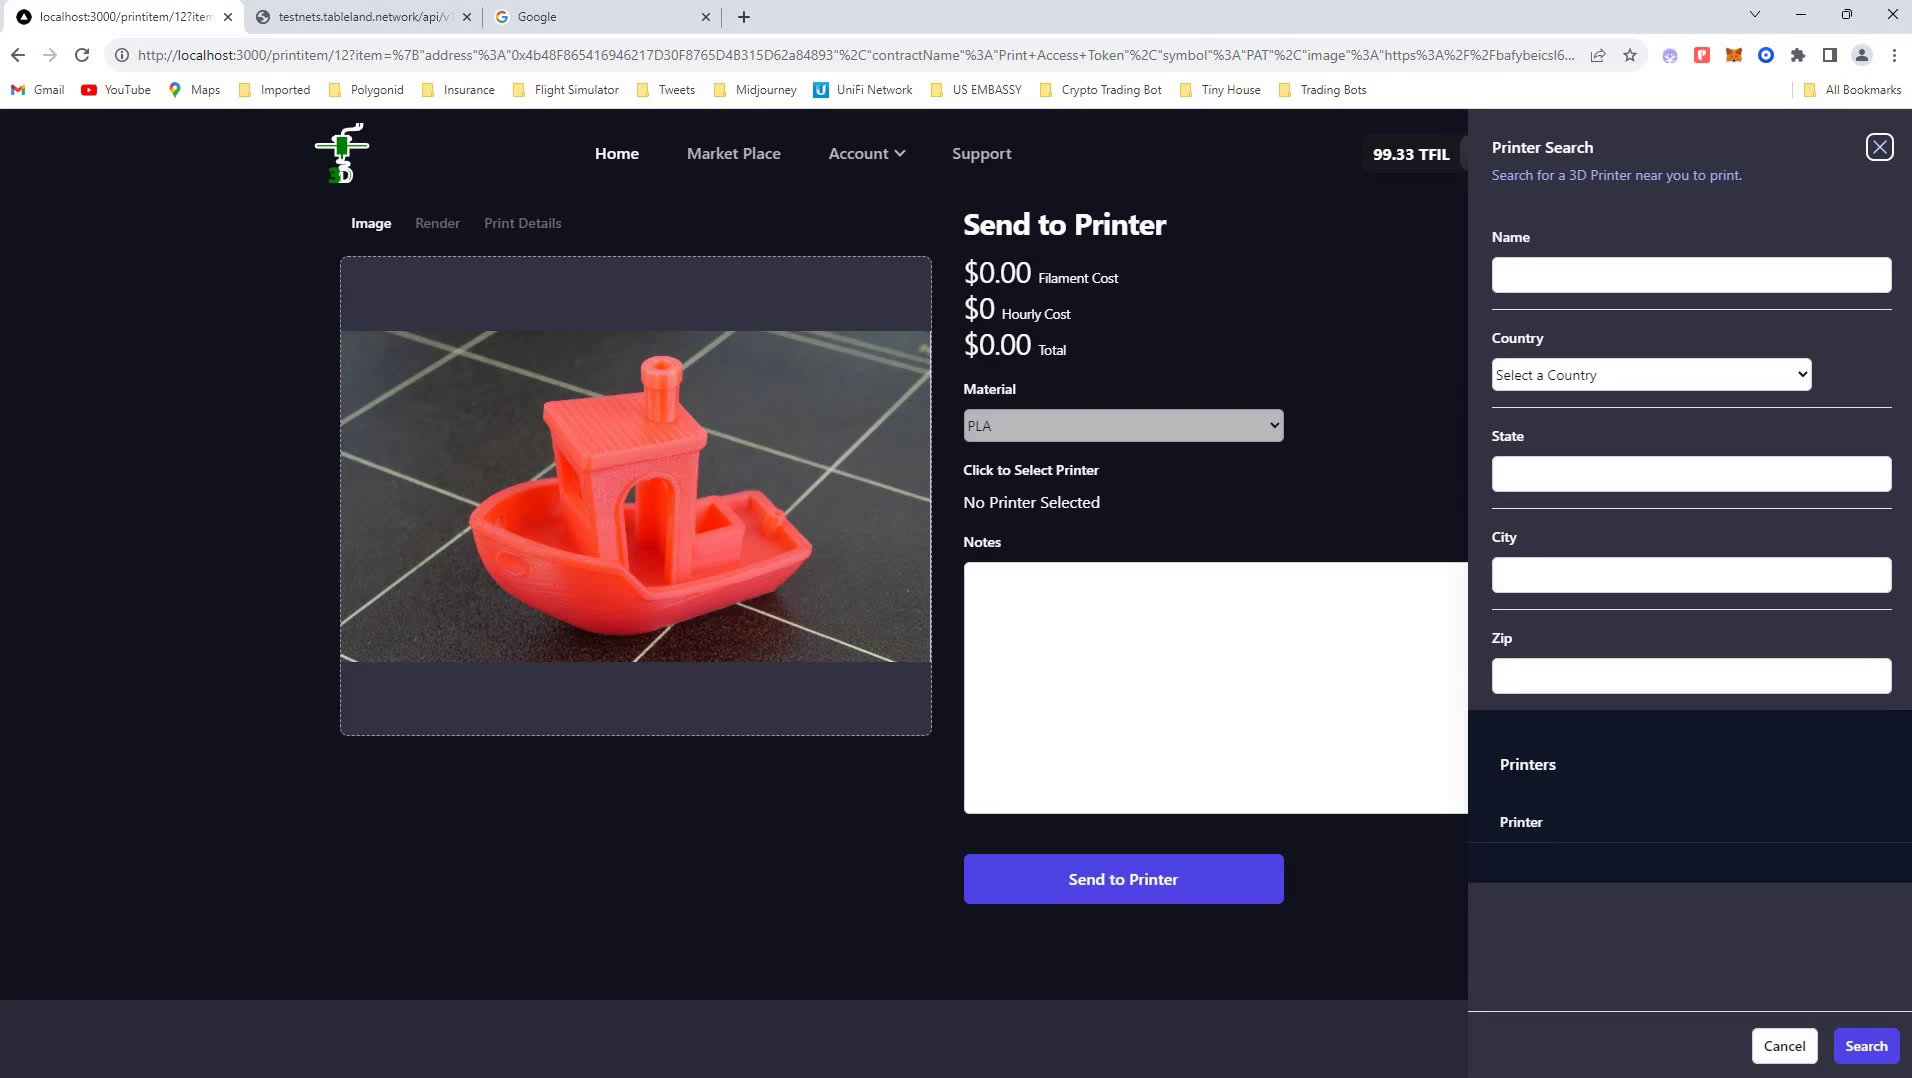 localhost:3000/printitem/12?item
testnets.tableland.network/api/v
Google
http://localhost:3000/printitem/12?item=%7B"address"%3A"0x4b48F865416946217D30F8765D4B315D62a84893"%2C"contractName"%3A"Print+Access+Token"%2C"symbol"%3A"PAT"%2C"image"%3A"https%3A%2F%2Fbafybeicsl6...
Gmail YouTube Maps Imported Polygonid Insurance Flight Simulator Tweets Midjourney UniFi Network US EMBASSY Crypto Trading Bot Tiny House Trading Bots All Bookmarks
3D
Home Market Place Account Support
99.33 TFIL
Image Render Print Details
Send to Printer
$0.00 Filament Cost
$0 Hourly Cost
$0.00 Total
Material
PLA
Click to Select Printer
No Printer Selected
Notes
Send to Printer
Printer Search
Search for a 3D Printer near you to print.
Name
Country
Select a Country
State
City
Zip
Printers
Printer
Cancel Search